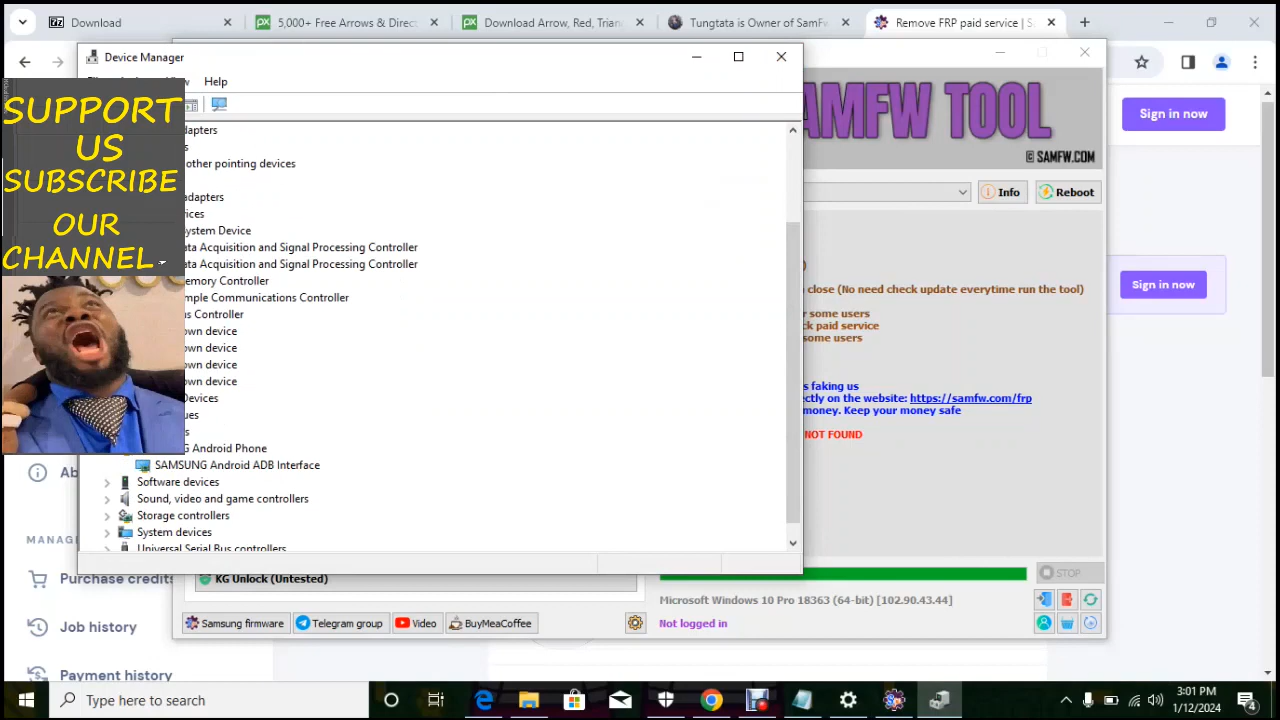 Download
5,000+ Free Arrows & Direc
Download Arrow, Red, Trian
Tungtata is Owner of SamFw
Remove FRP paid service | S
Device Manager
Help
SAMFW TOOL
© SAMFW.COM
Sign in now
Info
Reboot
SUPPORT
US
SUBSCRIBE
OUR
CHANNEL
adapters
s
other pointing devices
adapters
ices
ystem Device
ata Acquisition and Signal Processing Controller
ata Acquisition and Signal Processing Controller
emory Controller
mple Communications Controller
s Controller
own device
own device
own device
own device
Devices
ues
s
G Android Phone
SAMSUNG Android ADB Interface
Software devices
Sound, video and game controllers
Storage controllers
System devices
Universal Serial Bus controllers
close (No need check update everytime run the tool)
r some users
ck paid service
some users
s faking us
ctly on the website: https://samfw.com/frp
money. Keep your money safe
NOT FOUND
Sign in now
Ab
MANAG
Purchase credits
Job history
Payment history
KG Unlock (Untested)
STOP
Microsoft Windows 10 Pro 18363 (64-bit) [102.90.43.44]
Not logged in
Samsung firmware
Telegram group
Video
BuyMeaCoffee
Type here to search
3:01 PM
1/12/2024
4